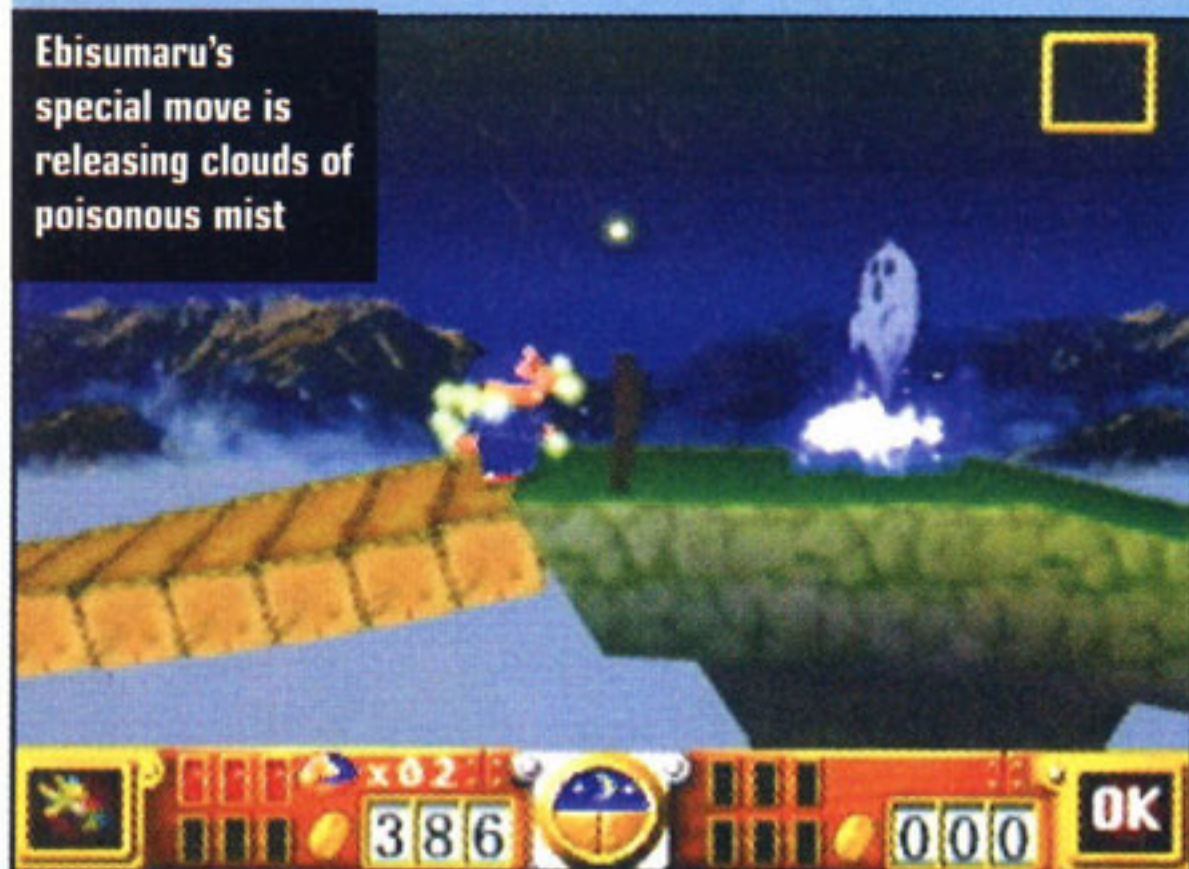 Ebisumaru's
special move is
releasing clouds of
poisonous mist
x02
386
000
OK